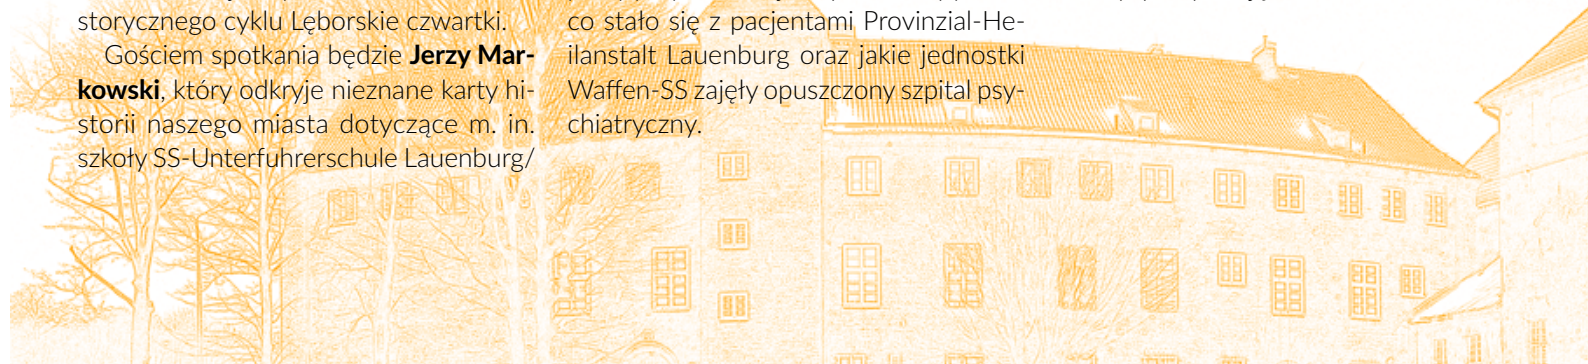 storycznego cyklu Lęborskie czwartki.
Gościem spotkania będzie Jerzy Mar-
kowski, który odkryje nieznane karty hi-
storii naszego miasta dotyczące m. in.
szkoły SS-Unterfuhrerschule Lauenburg/
co stało się z pacjentami Provinzial-He-
ilanstalt Lauenburg oraz jakie jednostki
Waffen-SS zajęły opuszczony szpital psy-
chiatryczny.